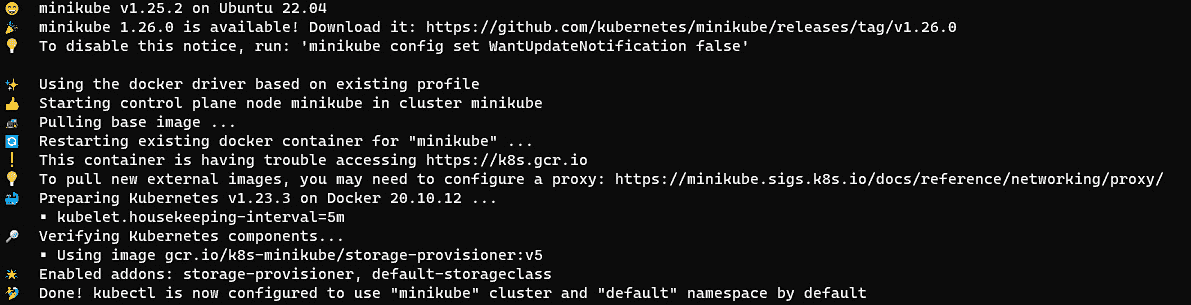 😄 minikube v1.25.2 on Ubuntu 22.04
🎉 minikube 1.26.0 is available! Download it: https://github.com/kubernetes/minikube/releases/tag/v1.26.0
💡 To disable this notice, run: 'minikube config set WantUpdateNotification false'
✨ Using the docker driver based on existing profile
👍 Starting control plane node minikube in cluster minikube
🚜 Pulling base image ...
🔄 Restarting existing docker container for "minikube" ...
❗ This container is having trouble accessing https://k8s.gcr.io
💡 To pull new external images, you may need to configure a proxy: https://minikube.sigs.k8s.io/docs/reference/networking/proxy/
🐳 Preparing Kubernetes v1.23.3 on Docker 20.10.12 ...
▪ kubelet.housekeeping-interval=5m
🔎 Verifying Kubernetes components...
▪ Using image gcr.io/k8s-minikube/storage-provisioner:v5
🌟 Enabled addons: storage-provisioner, default-storageclass
🏄 Done! kubectl is now configured to use "minikube" cluster and "default" namespace by default